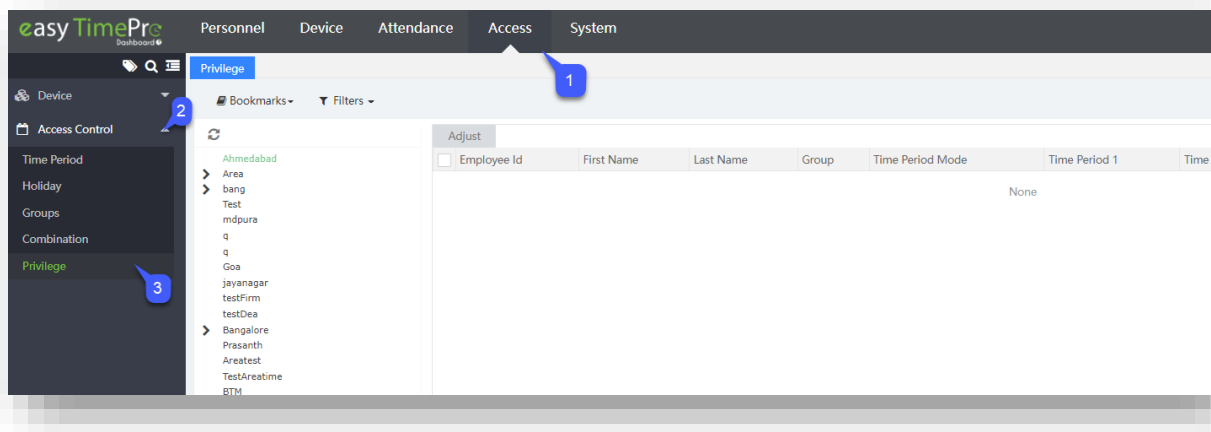 easy TimePro
Dashboard
Personnel Device Attendance Access System
Privilege
1
Device
Bookmarks Filters
2
Access Control
Adjust
Time Period
Holiday
Groups
Combination
Privilege
3
Ahmedabad
Area
bang
Test
mdpura
q
q
Goa
jayanagar
testFirm
testDea
Bangalore
Prasanth
Areatest
TestAreatime
BTM
Employee Id First Name Last Name Group Time Period Mode Time Period 1 Time
None